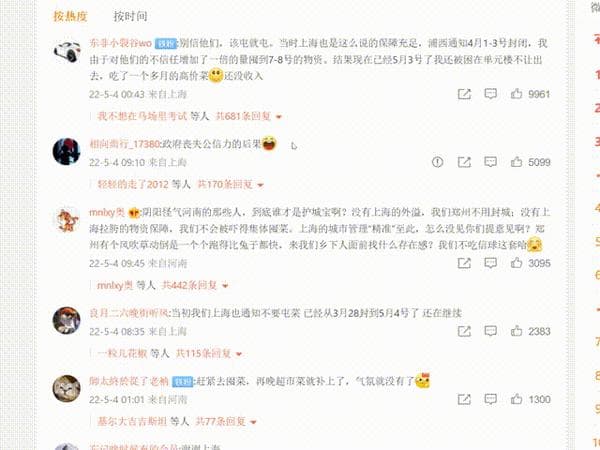 按热度 按时间
东非小裂谷wo 铁粉 :别信他们，该屯就屯。当时上海也是这么说的保障充足，浦西通知4月1-3号封闭，我
由于对他们的不信任增加了一倍的量囤到7-8号的物资。结果现在已经5月3号了我还被困在单元楼不让出
去，吃了一个多月的高价菜 还没收入
22-5-4 00:43 来自上海 9961
我不想在马场里考试 等人 共681条回复
相向而行_17380:政府丧失公信力的后果
22-5-4 09:10 来自上海 5099
轻轻的走了2012 等人 共170条回复
mnlxy奥 :阴阳怪气河南的那些人，到底谁才是护城宝啊？没有上海的外溢，我们郑州不用封城；没有上
海拉胯的物资保障，我们不会被吓得集体囤菜。上海的城市管理“精准”至此，怎么没见你们提意见啊？郑
州有个风吹草动倒是一个个跑得比兔子都快，来我们乡下人面前找什么存在感？我们不吃信球这套哈
22-5-4 09:45 来自河南 3095
mnlxy奥 等人 共442条回复
良月二六晚街听风:当初我们上海也通知不要屯菜 已经从3月28封到5月4号了 还在继续
22-5-4 08:35 来自上海 2383
一粒儿花椒 等人 共115条回复
师太终於从了老衲 铁粉 :赶紧去囤菜，再晚超市菜就补上了，气氛就没有了
22-5-4 01:01 来自河南 1300
基尔大吉吉斯坦 等人 共77条回复
:谢谢上海